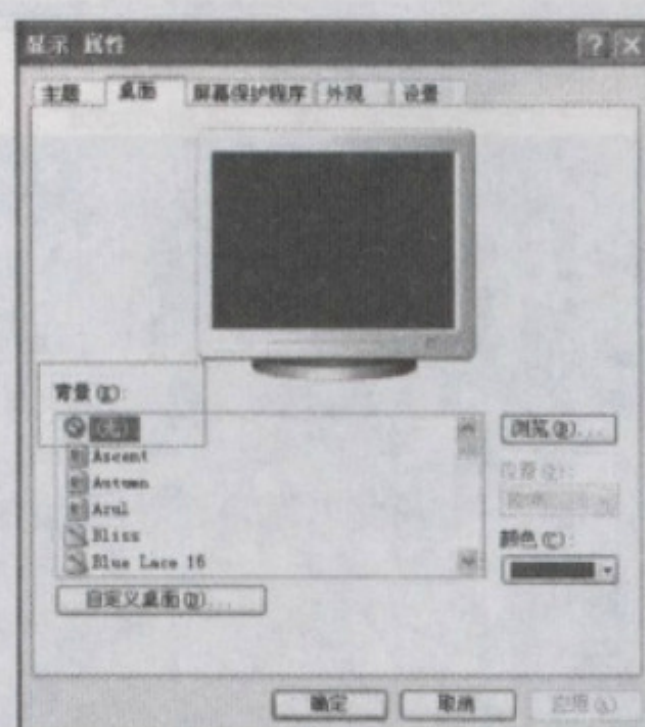 显示 属性
主题 桌面 屏幕保护程序 外观 设置
背景(K):
Ascent
Autumn
Azul
Bliss
Blue Lace 16
浏览(B)...
颜色(C):
自定义桌面(D)...
确定 取消 应用(A)